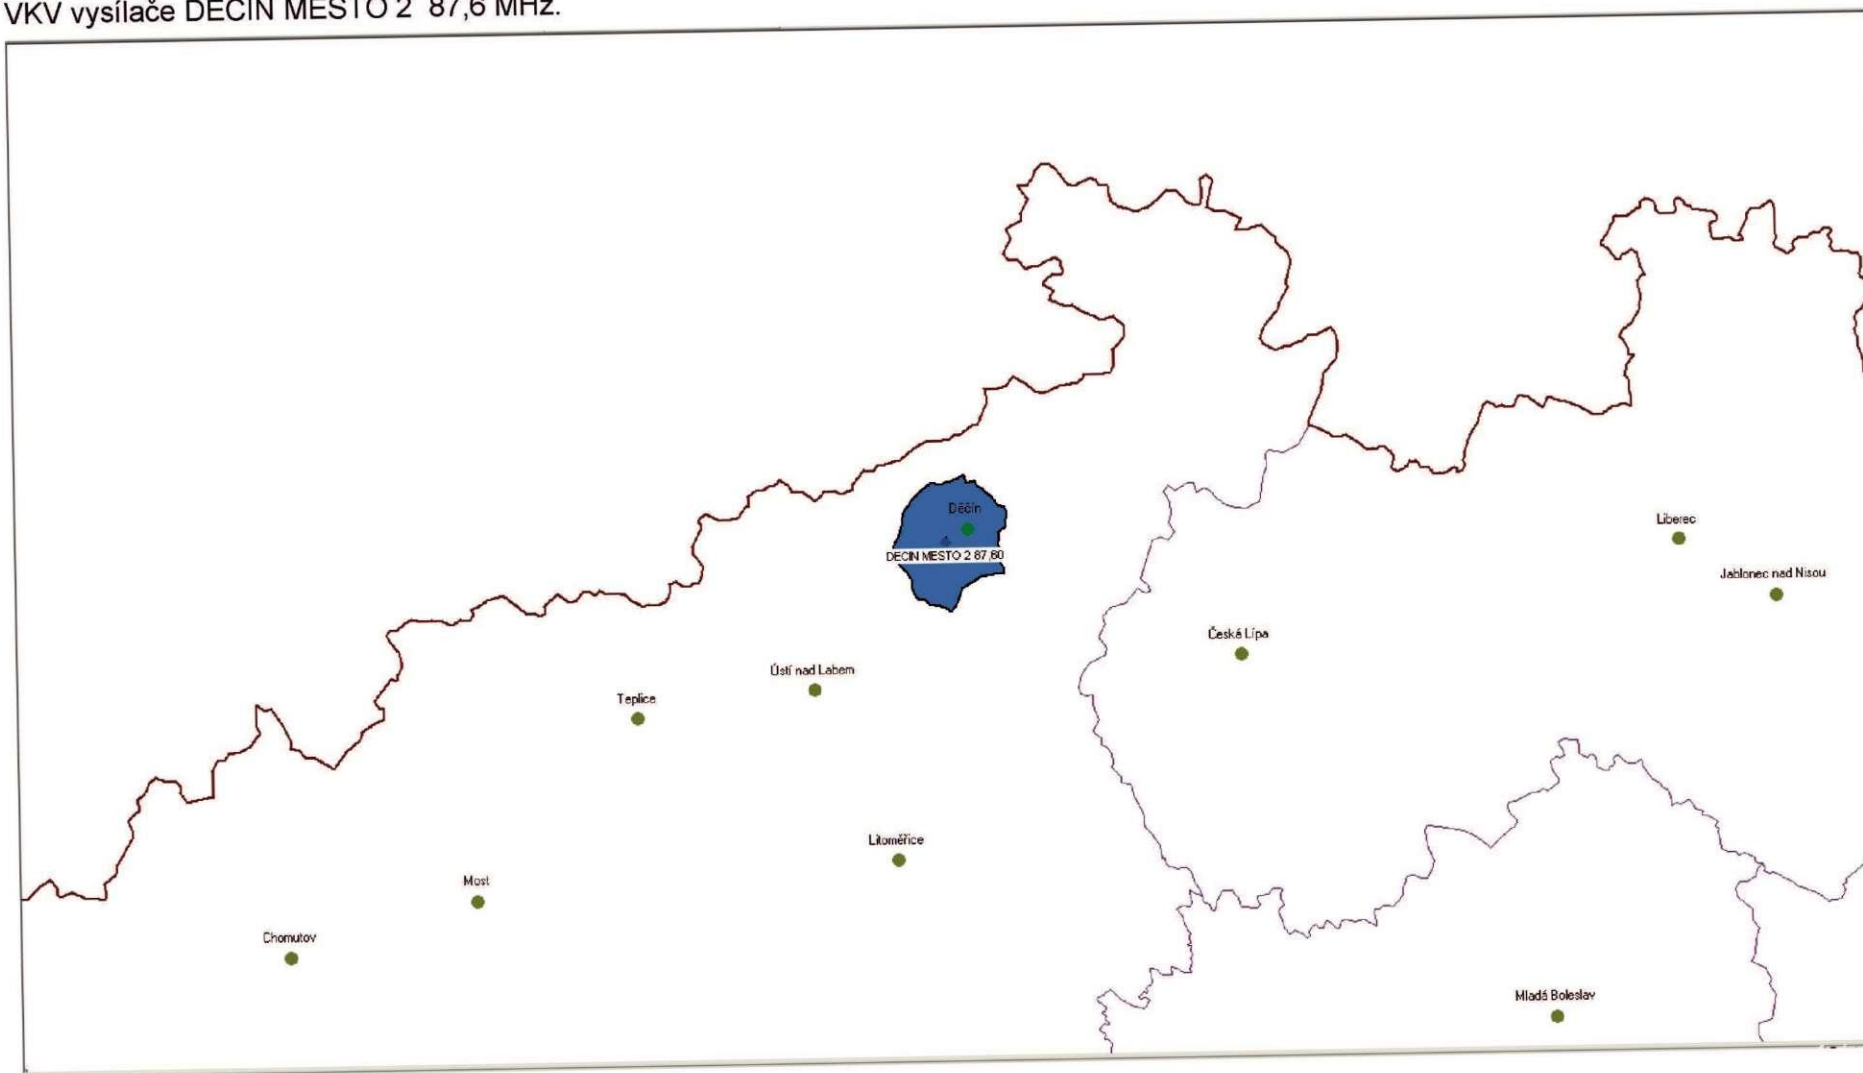 VKV vysílače DĚČÍN MĚSTO 2 87,6 MHz.
Děčín
DECIN MESTO 2 87,60
Liberec
Jablonec nad Nisou
Česká Lípa
Ústí nad Labem
Teplice
Litoměřice
Most
Chomutov
Mladá Boleslav